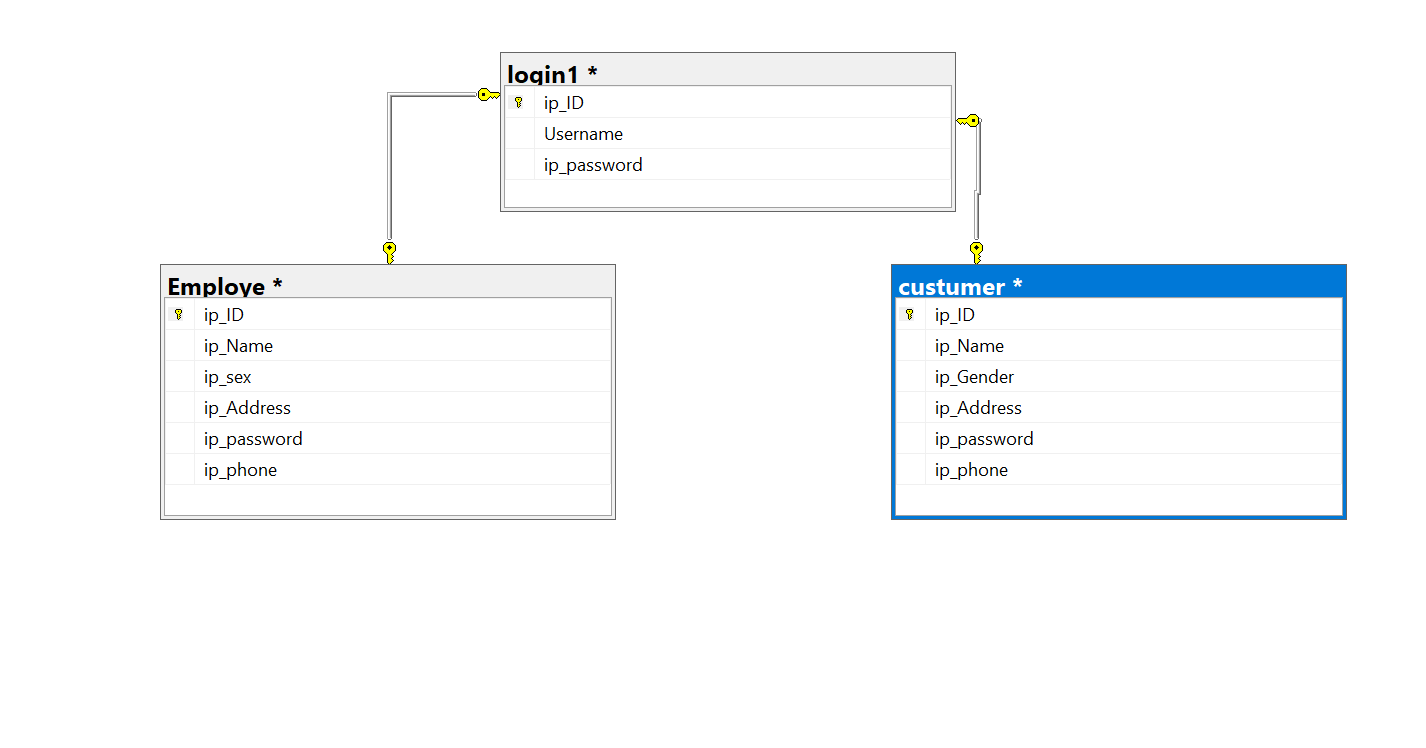 login1 *
ip_ID
Username
ip_password
Employe *
ip_ID
ip_Name
ip_sex
ip_Address
ip_password
ip_phone
custumer *
ip_ID
ip_Name
ip_Gender
ip_Address
ip_password
ip_phone